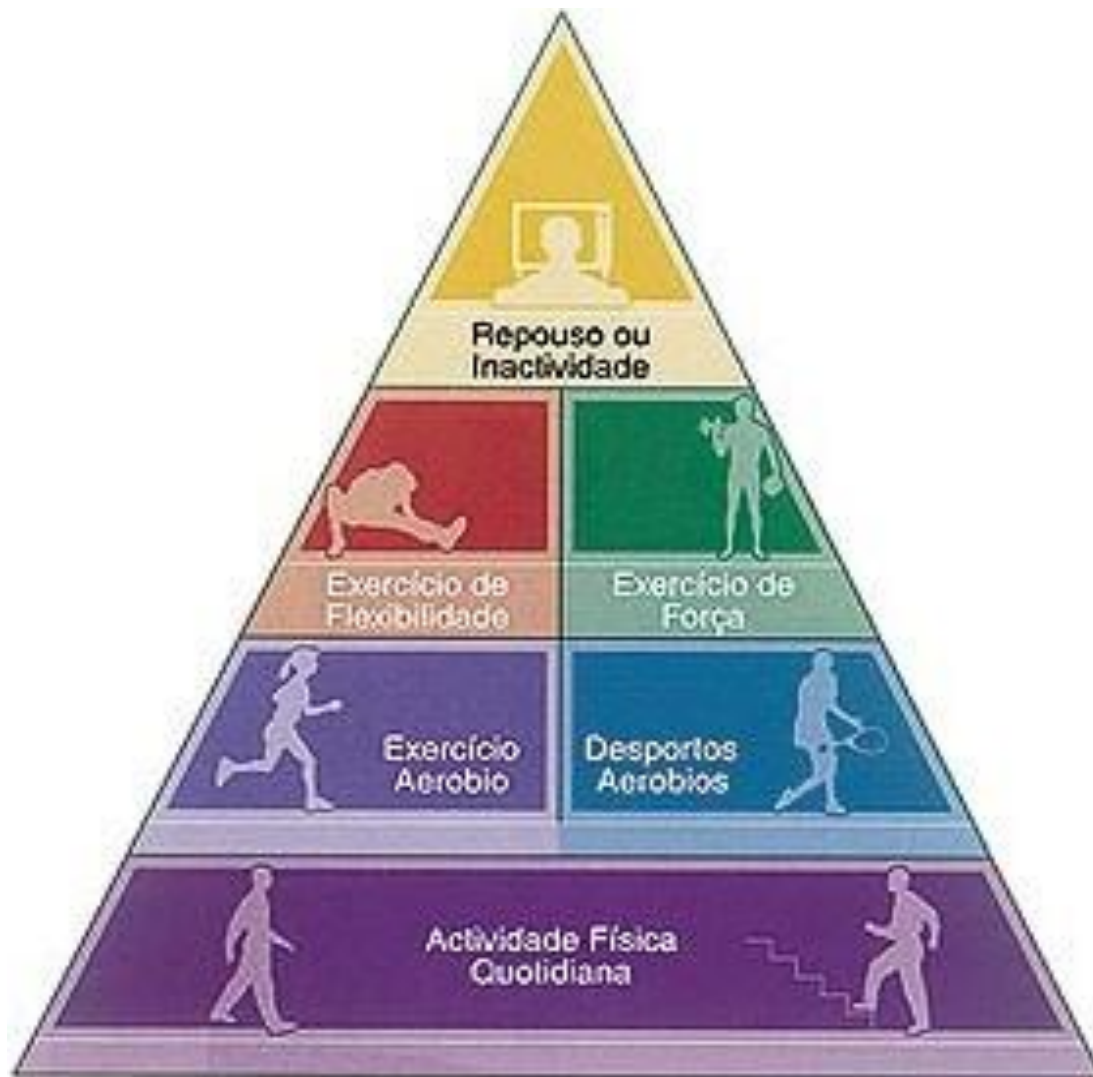 Repouso ou
Inactividade
Exercício de
Flexibilidade
Exercício de
Força
Exercício
Aerobio
Desportos
Aerobios
Actividade Física
Quotidiana